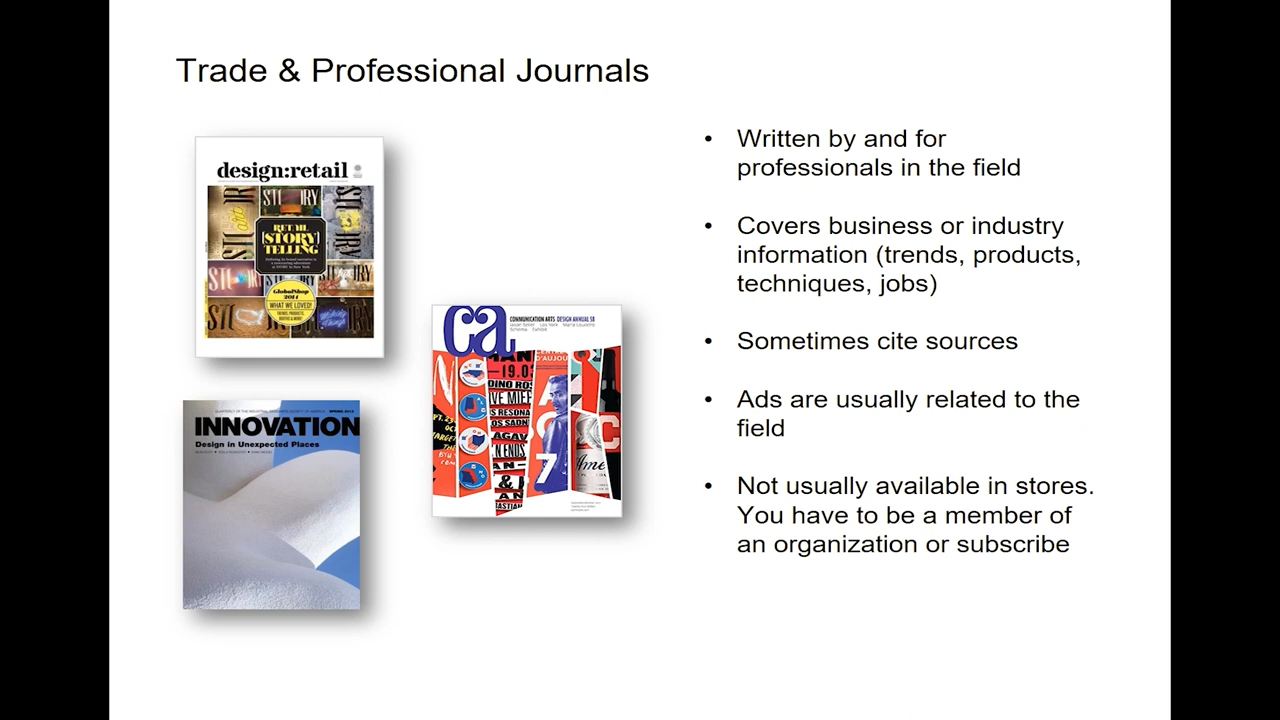 Trade & Professional Journals
design:retail
RETAIL
STORY
TELLING
GlobalShop
2014
WHAT WE LOVED!
ca
COMMUNICATION ARTS DESIGN ANNUAL 58
7
INNOVATION
Design in Unexpected Places
• Written by and for
professionals in the field
• Covers business or industry
information (trends, products,
techniques, jobs)
• Sometimes cite sources
• Ads are usually related to the
field
• Not usually available in stores.
You have to be a member of
an organization or subscribe